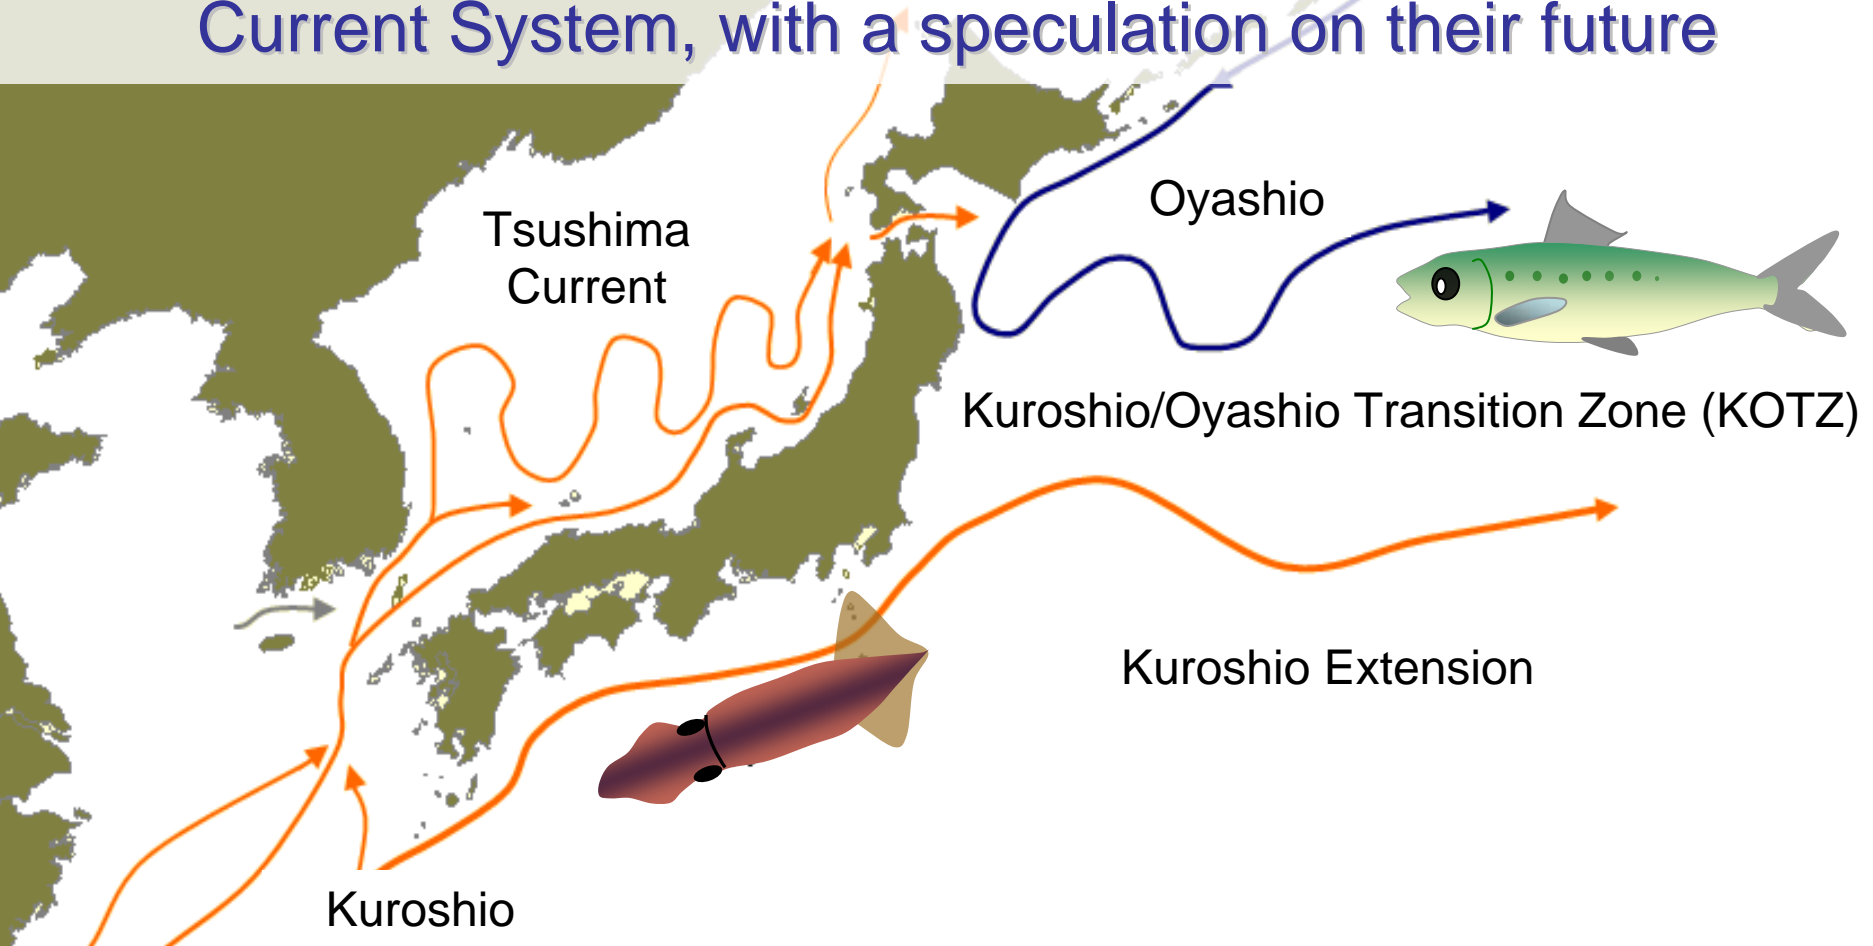 Current System, with a speculation on their future
Oyashio
Tsushima
Current
Kuroshio/Oyashio Transition Zone (KOTZ)
Kuroshio Extension
Kuroshio